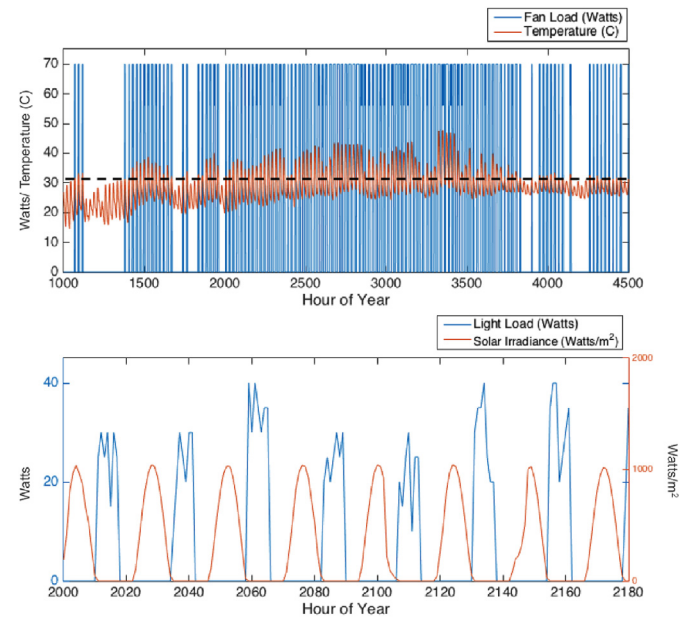 Fan Load (Watts)
Temperature (C)
70
60
50
40
30
20
10
0
Watts/ Temperature (C)
1000 1500 2000 2500 3000 3500 4000 4500
Hour of Year
Light Load (Watts)
Solar Irradiance (Watts/m²)
40
20
0
Watts
2000
1000
0
Watts/m²
2000 2020 2040 2060 2080 2100 2120 2140 2160 2180
Hour of Year